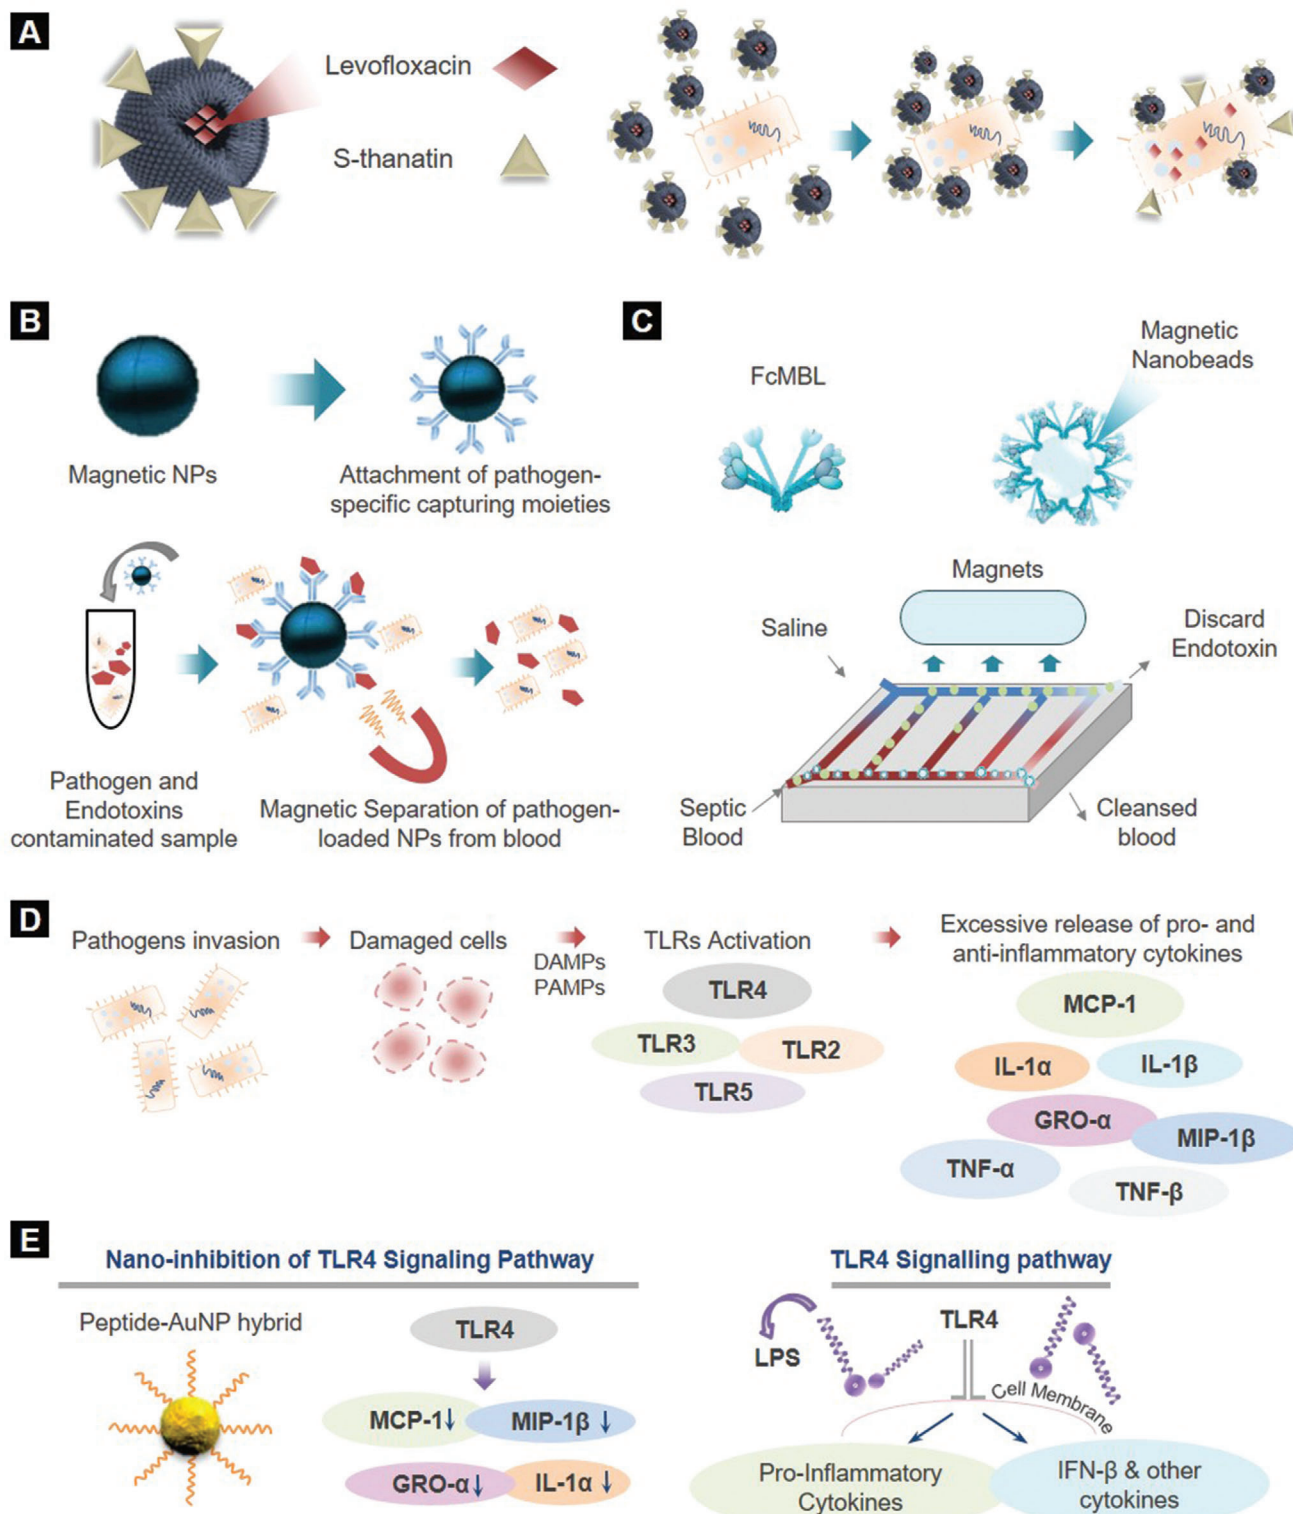 A
Levofloxacin
S-thanatin
B
Magnetic NPs
Attachment of pathogen-
specific capturing moieties
Pathogen and
Endotoxins
contaminated sample
Magnetic Separation of pathogen-
loaded NPs from blood
C
FcMBL
Magnetic
Nanobeads
Magnets
Saline
Discard
Endotoxin
Septic
Blood
Cleansed
blood
D
Pathogens invasion
Damaged cells
DAMPs
PAMPs
TLRs Activation
TLR4
TLR3
TLR2
TLR5
Excessive release of pro- and
anti-inflammatory cytokines
MCP-1
IL-1α
IL-1β
GRO-α
MIP-1β
TNF-α
TNF-β
E
Nano-inhibition of TLR4 Signaling Pathway
Peptide-AuNP hybrid
TLR4
MCP-1↓
MIP-1β ↓
GRO-α↓
IL-1α ↓
TLR4 Signalling pathway
LPS
TLR4
Cell Membrane
Pro-Inflammatory
Cytokines
IFN-β & other
cytokines